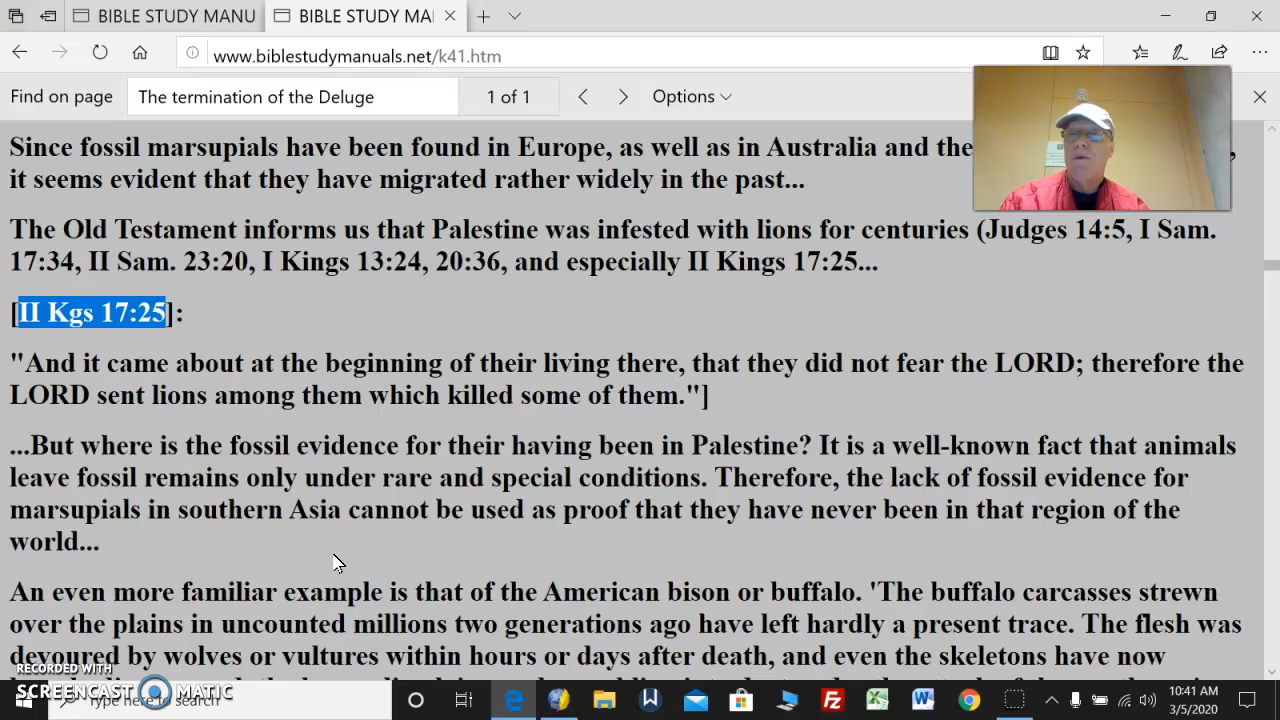 BIBLE STUDY MANU
BIBLE STUDY MA
www.biblestudymanuals.net/k41.htm
Find on page
The termination of the Deluge
1 of 1
Options
Since fossil marsupials have been found in Europe, as well as in Australia and the
it seems evident that they have migrated rather widely in the past...
The Old Testament informs us that Palestine was infested with lions for centuries (Judges 14:5, I Sam.
17:34, II Sam. 23:20, I Kings 13:24, 20:36, and especially II Kings 17:25...
[II Kgs 17:25]:
"And it came about at the beginning of their living there, that they did not fear the LORD; therefore the
LORD sent lions among them which killed some of them."]
...But where is the fossil evidence for their having been in Palestine? It is a well-known fact that animals
leave fossil remains only under rare and special conditions. Therefore, the lack of fossil evidence for
marsupials in southern Asia cannot be used as proof that they have never been in that region of the
world...
An even more familiar example is that of the American bison or buffalo. 'The buffalo carcasses strewn
over the plains in uncounted millions two generations ago have left hardly a present trace. The flesh was
devoured by wolves or vultures within hours or days after death, and even the skeletons have now
RECORDED WITH
SCREENCAST MATIC
Type here to search
10:41 AM
3/5/2020